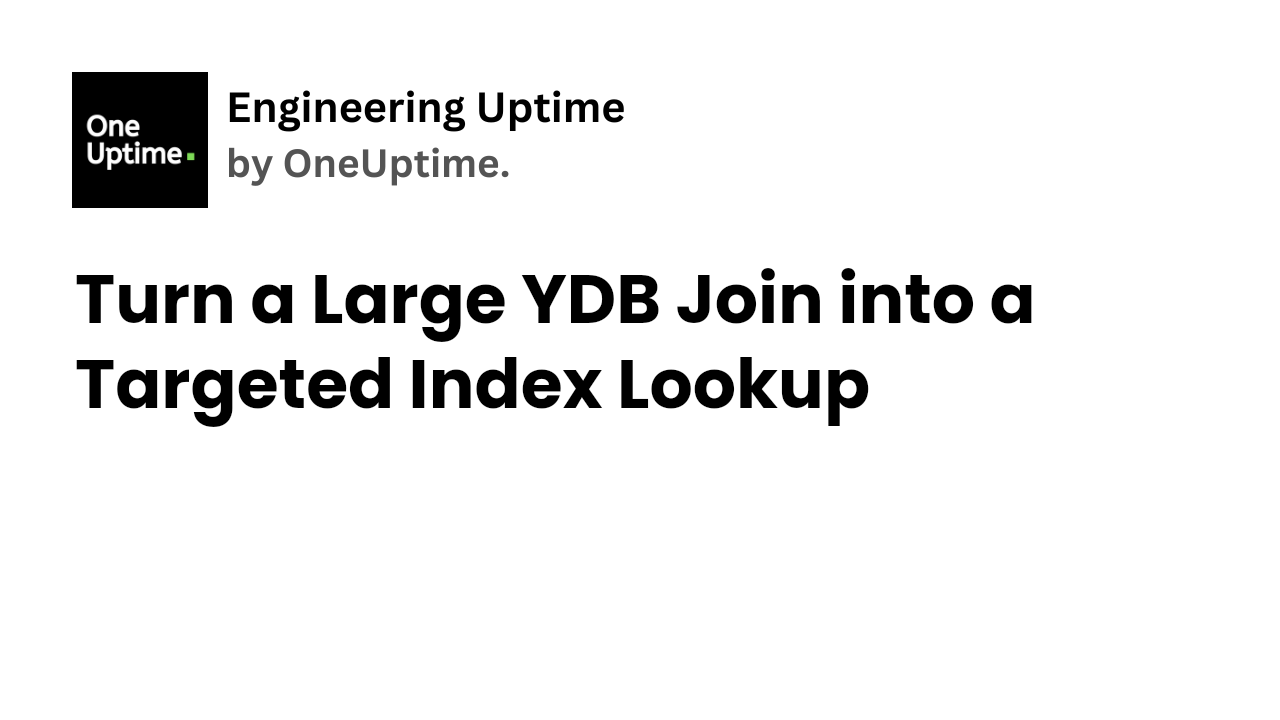 One
Uptime
Engineering Uptime
by OneUptime.
Turn a Large YDB Join into a
Targeted Index Lookup